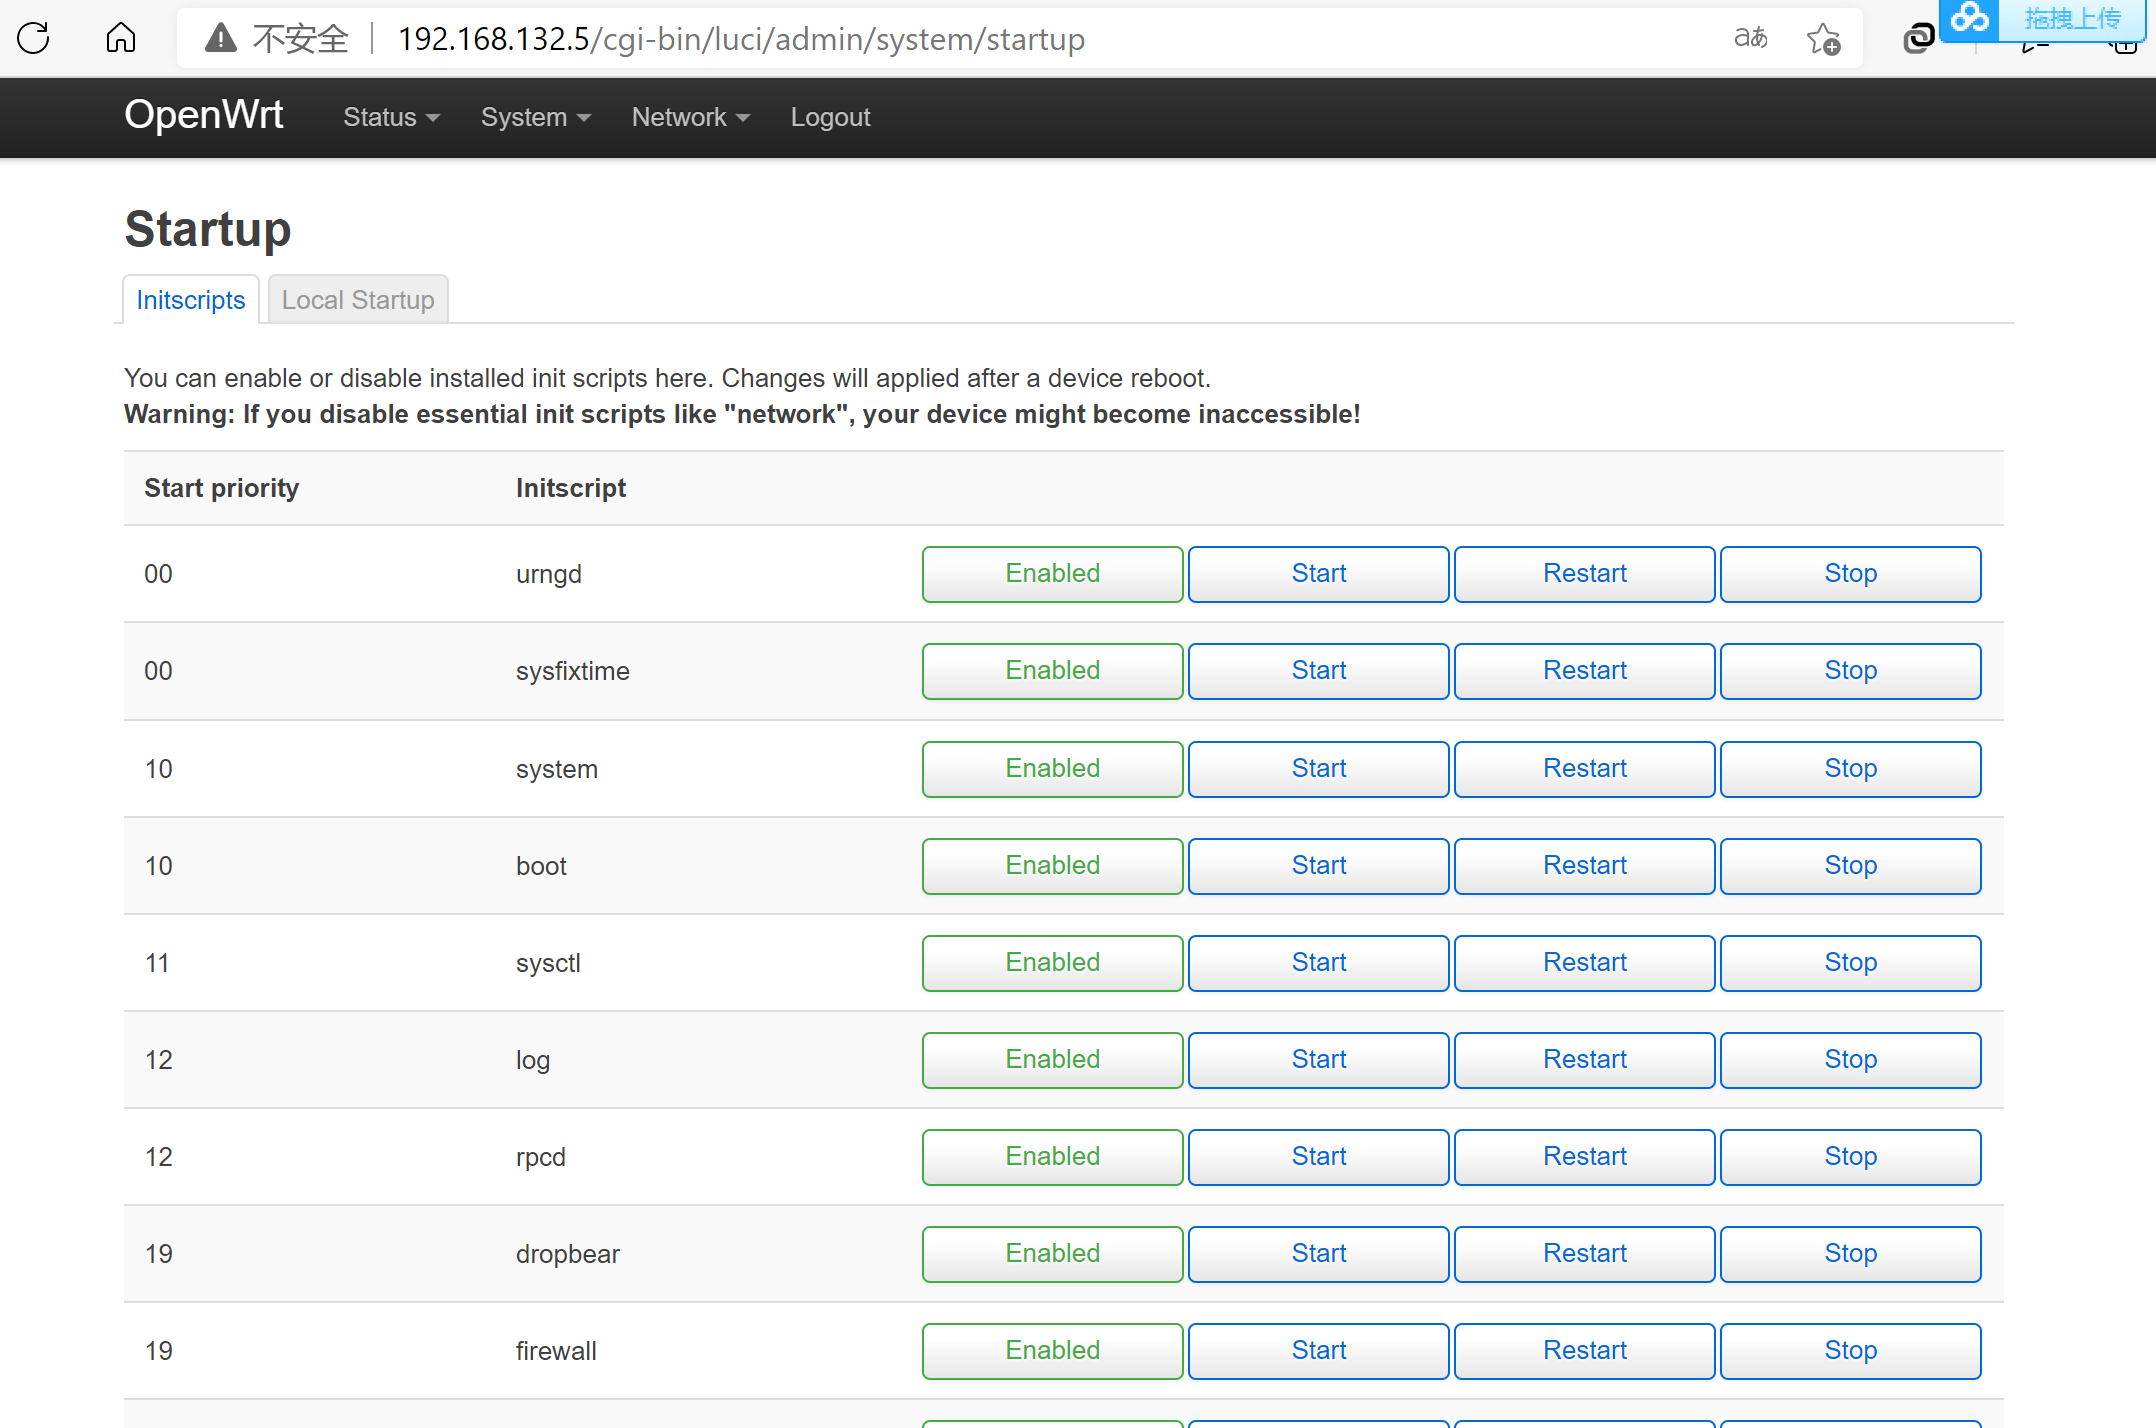 不安全 192.168.132.5/cgi-bin/luci/admin/system/startup aあ 拖拽上传
OpenWrt Status System Network Logout
Startup
Initscripts Local Startup
You can enable or disable installed init scripts here. Changes will applied after a device reboot.
Warning: If you disable essential init scripts like "network", your device might become inaccessible!
Start priority Initscript
00 urngd Enabled Start Restart Stop
00 sysfixtime Enabled Start Restart Stop
10 system Enabled Start Restart Stop
10 boot Enabled Start Restart Stop
11 sysctl Enabled Start Restart Stop
12 log Enabled Start Restart Stop
12 rpcd Enabled Start Restart Stop
19 dropbear Enabled Start Restart Stop
19 firewall Enabled Start Restart Stop